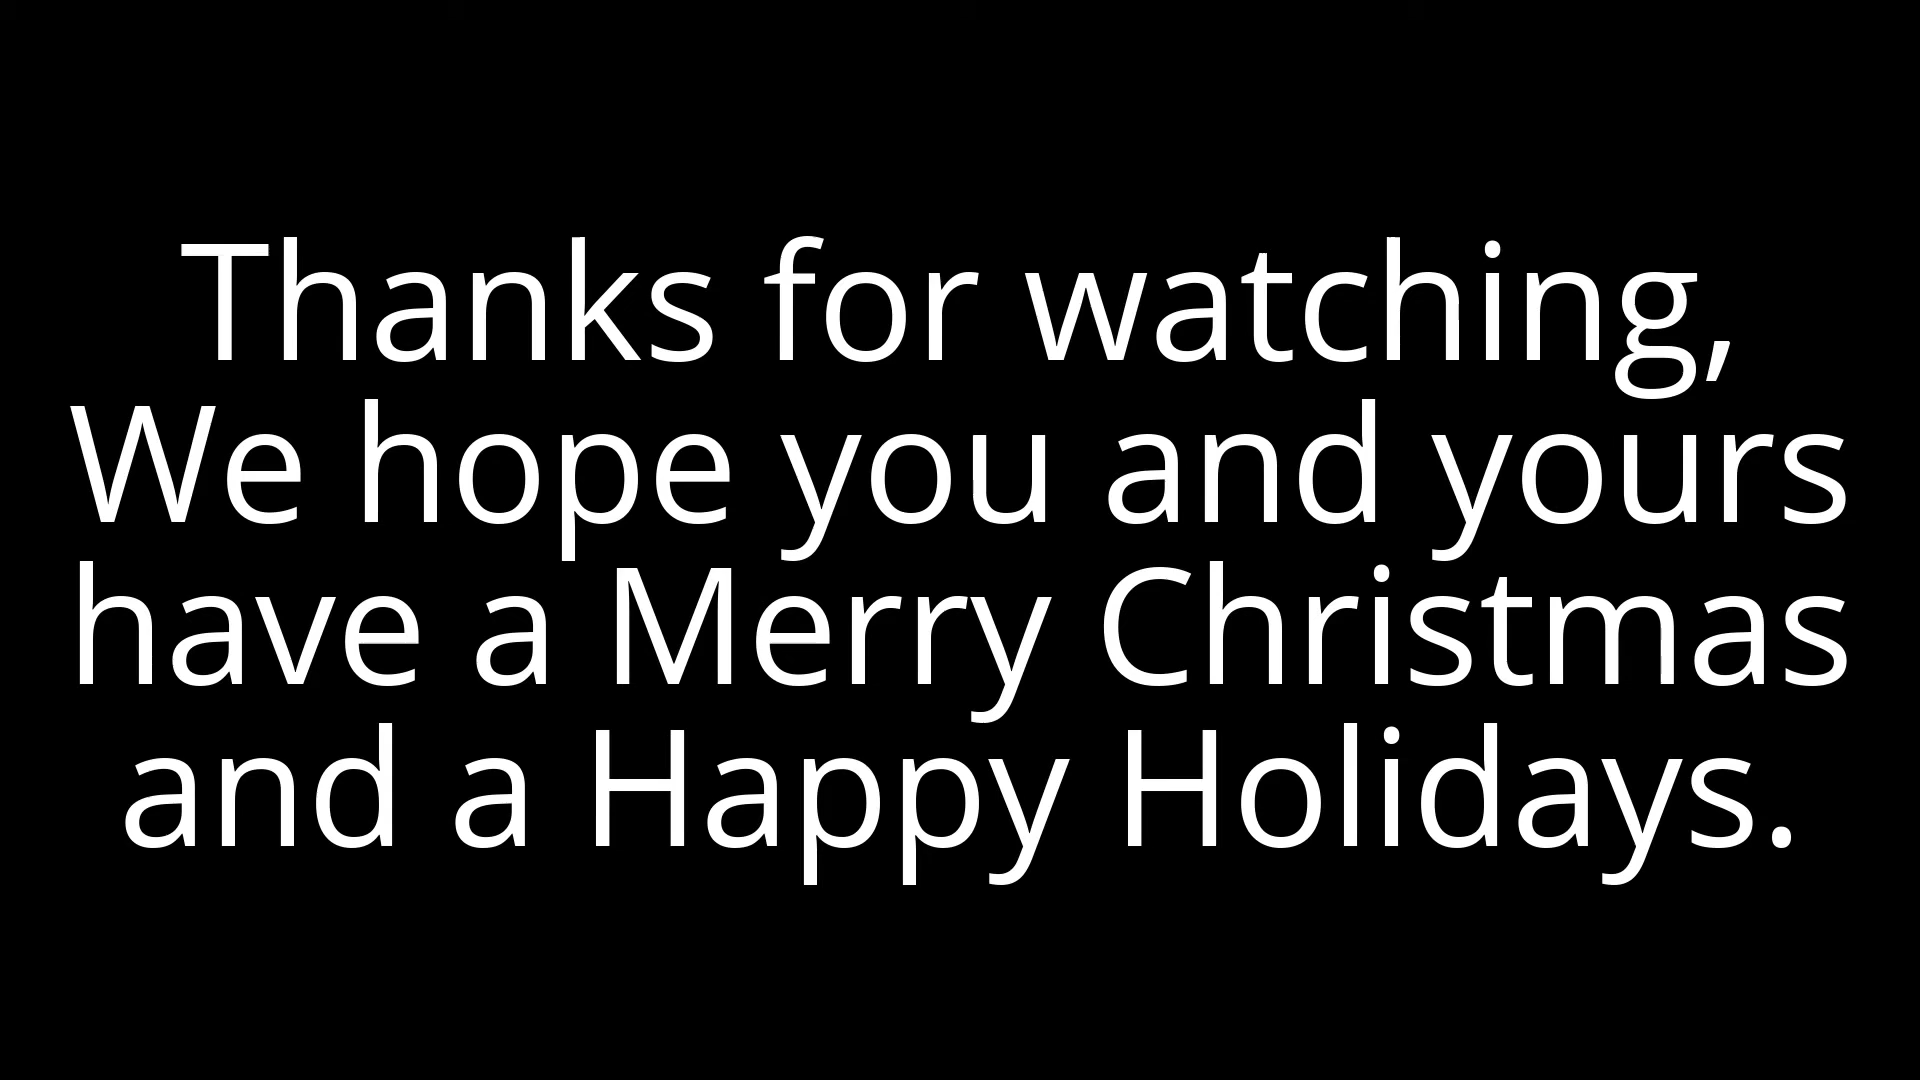 Thanks for watching,
We hope you and yours
have a Merry Christmas
and a Happy Holidays.